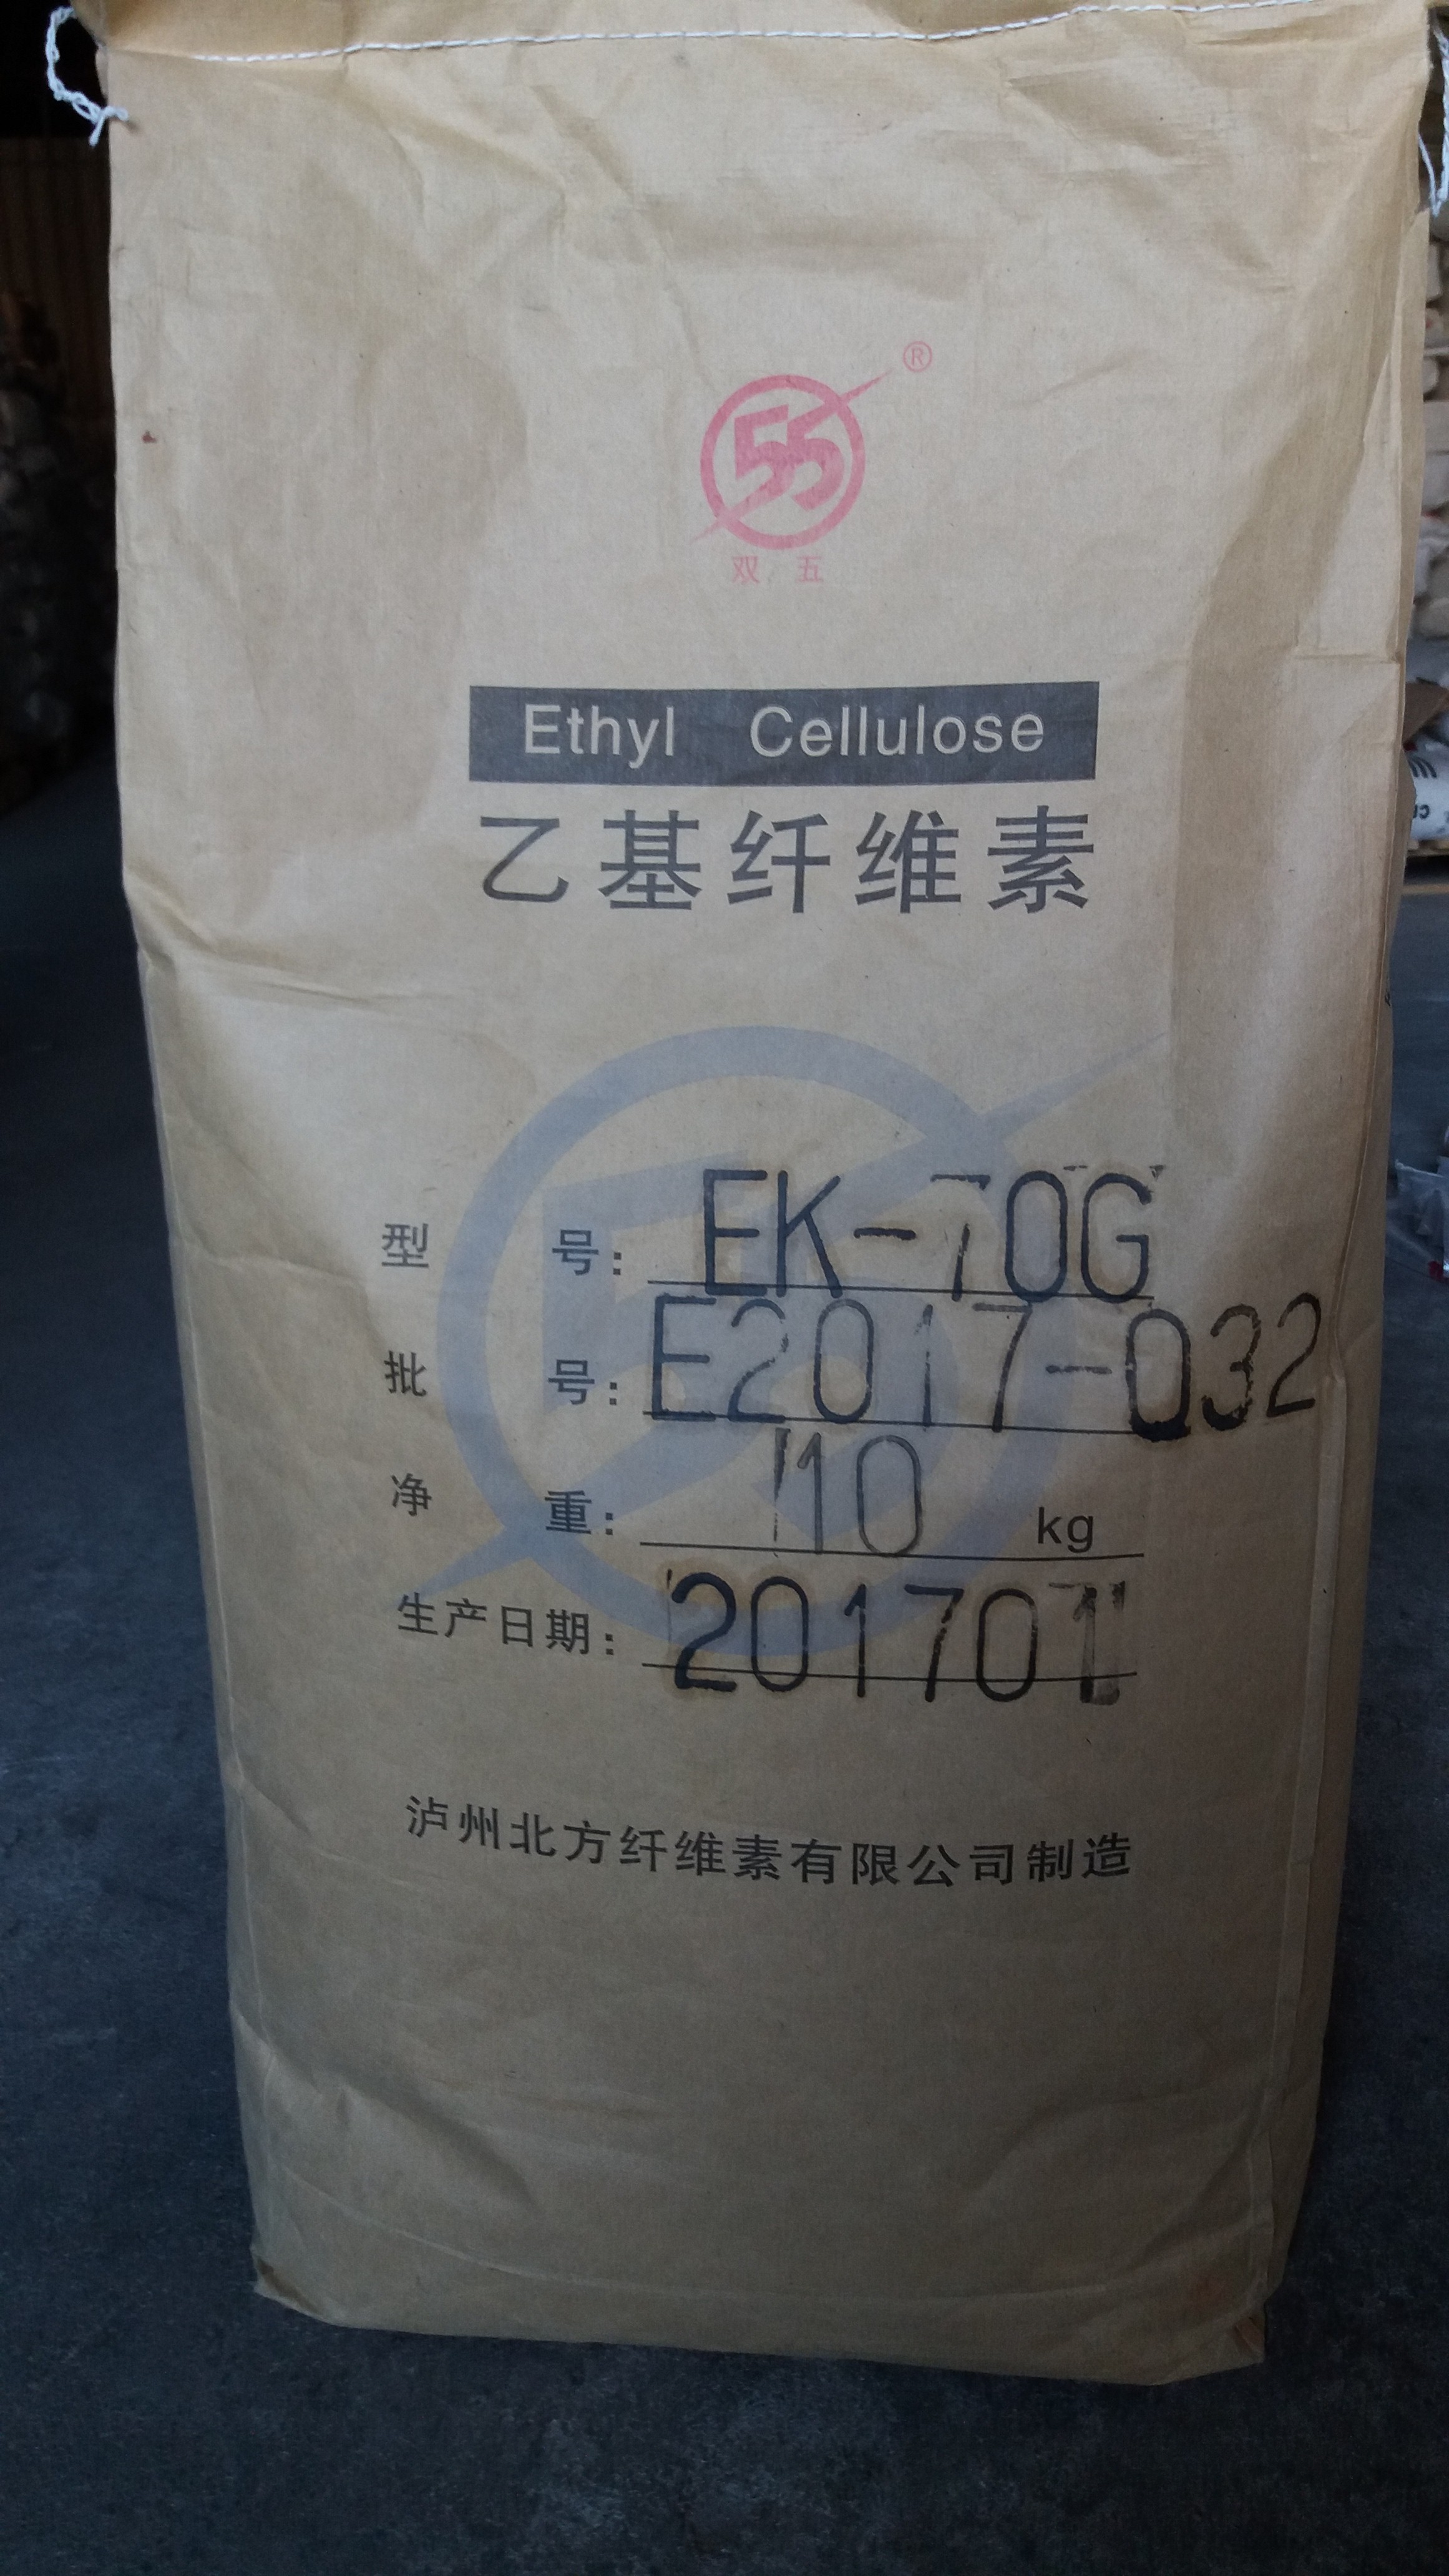 55 ®
双五
Ethyl Cellulose
乙基纤维素
型号: EK-70G
批号: E2017-032
净重: 10 kg
生产日期: 201707
泸州北方纤维素有限公司制造